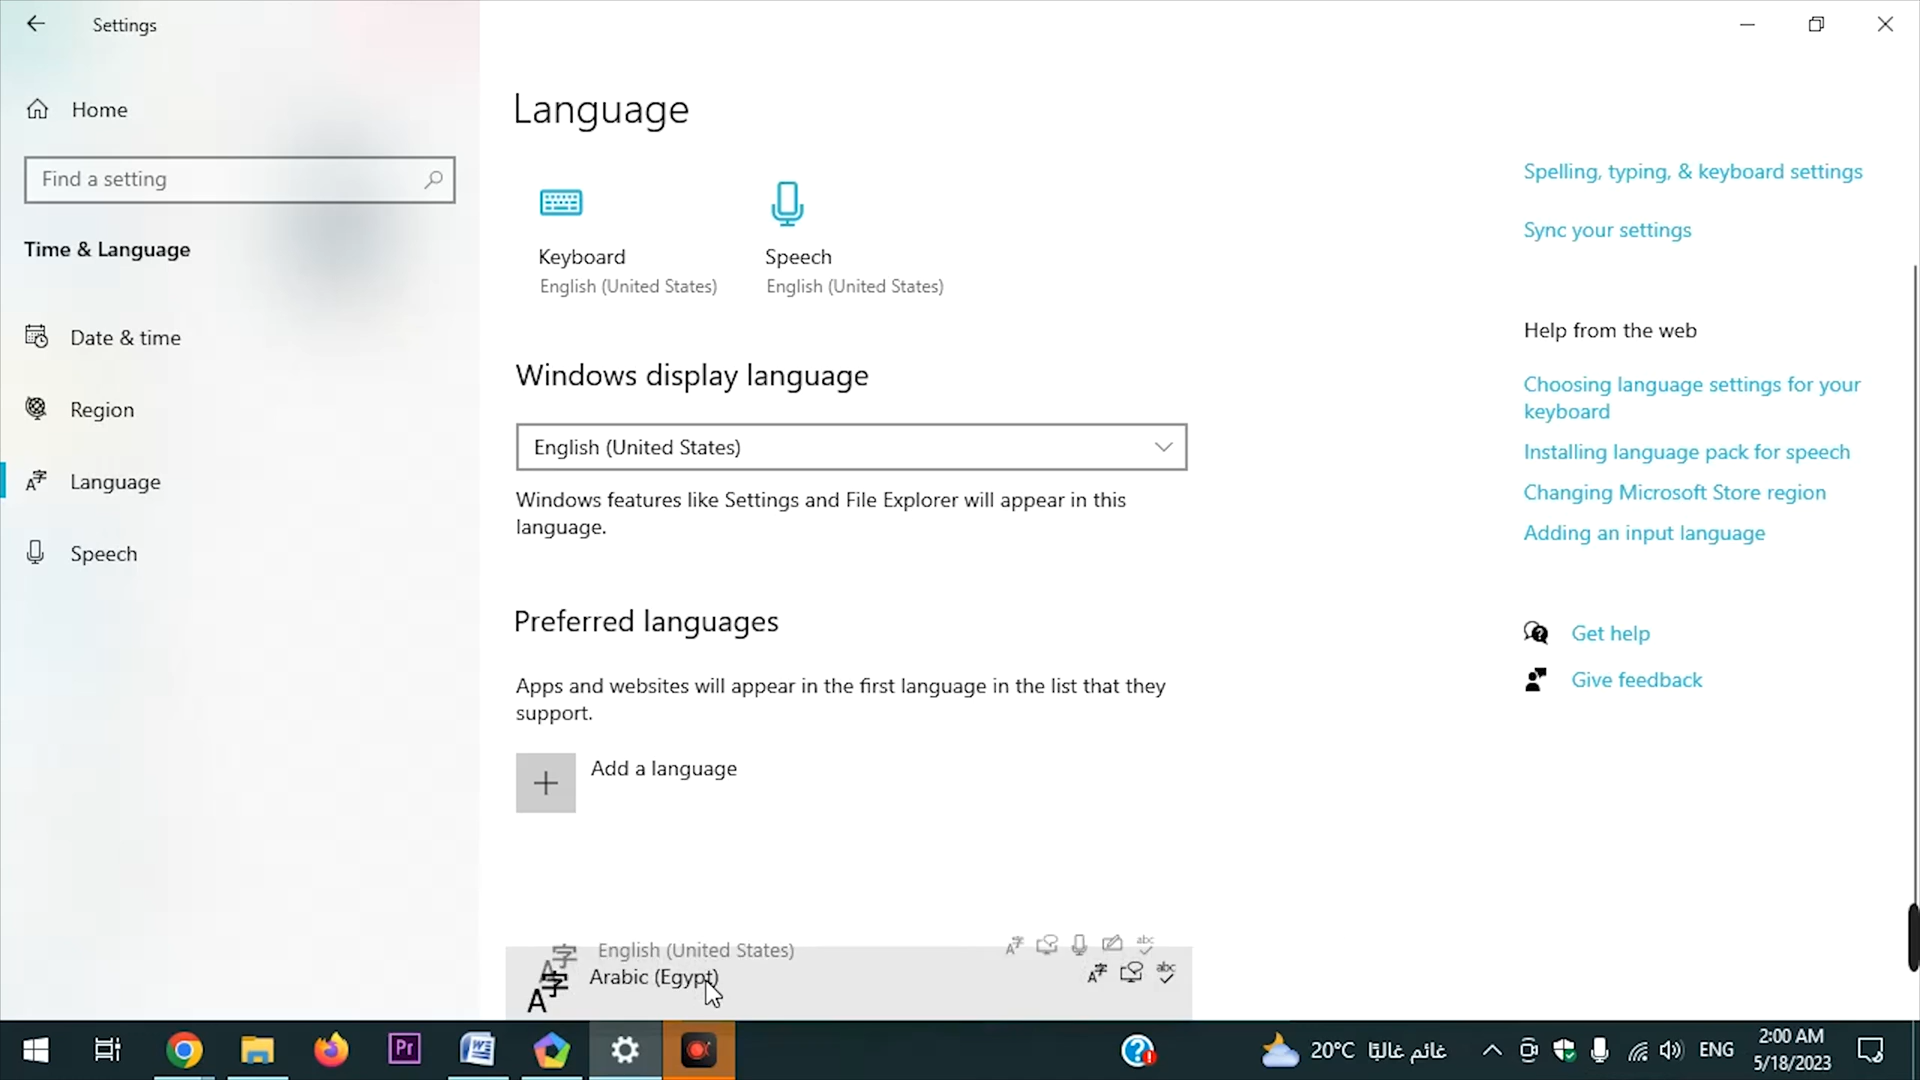 Settings
Home
Find a setting
Time & Language
Date & time
Region
Language
Speech
Language
Keyboard
English (United States)
Speech
English (United States)
Windows display language
English (United States)
Windows features like Settings and File Explorer will appear in this
language.
Preferred languages
Apps and websites will appear in the first language in the list that they
support.
Add a language
English (United States)
Arabic (Egypt)
Spelling, typing, & keyboard settings
Sync your settings
Help from the web
Choosing language settings for your
keyboard
Installing language pack for speech
Changing Microsoft Store region
Adding an input language
Get help
Give feedback
Pr
20°C غائم غالبًا
ENG
2:00 AM
5/18/2023